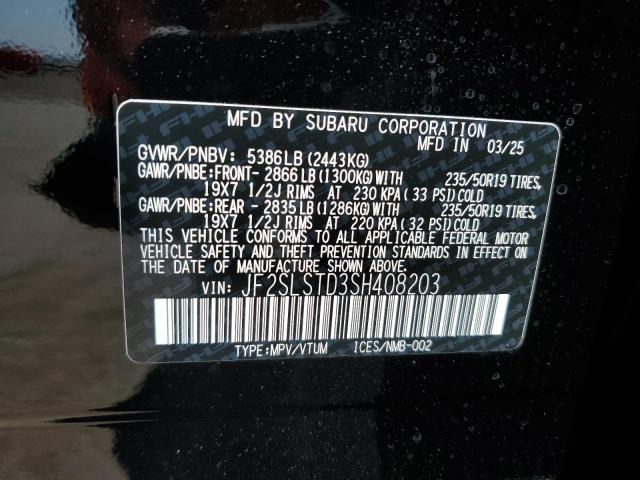 MFD BY SUBARU CORPORATION
GVWR/PNBV: 5386LB (2443KG) MFD IN 03/25
GAWR/PNBE:FRONT- 2866 LB (1300KG) WITH 235/50R19 TIRES,
19X7 1/2J RIMS AT 230 KPA (33 PSI) COLD
GAWR/PNBE:REAR - 2835 LB (1286KG) WITH 235/50R19 TIRES,
19X7 1/2J RIMS AT 220 KPA (32 PSI) COLD
THIS VEHICLE CONFORMS TO ALL APPLICABLE FEDERAL MOTOR
VEHICLE SAFETY AND THEFT PREVENTION STANDARDS IN EFFECT ON
THE DATE OF MANUFACTURE SHOWN ABOVE.
VIN: JF2SLSTD3SH408203
TYPE:MPV/VTUM ICES/NMB-002